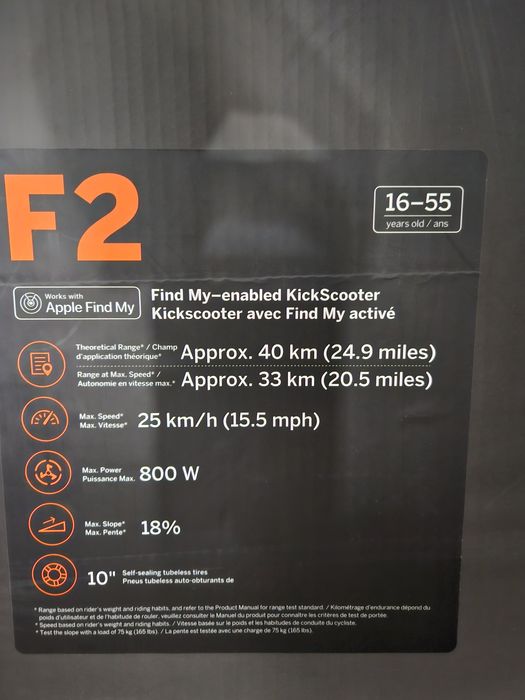 F2
16–55
years old / ans
Works with
Apple Find My
Find My–enabled KickScooter
Kickscooter avec Find My activé
Theoretical Range* / Champ
d'application théorique*
Approx. 40 km (24.9 miles)
Range at Max. Speed* /
Autonomie en vitesse max.*
Approx. 33 km (20.5 miles)
Max. Speed*
Max. Vitesse*
25 km/h (15.5 mph)
Max. Power
Puissance Max.
800 W
Max. Slope*
Max. Pente*
18%
10"
Self-sealing tubeless tires
Pneus tubeless auto-obturants de
* Range based on rider's weight and riding habits, and refer to the Product Manual for range test standard. / Kilométrage d'endurance dépend du
poids d'utilisateur et de l'habitude de rouler, veuillez consulter le Manuel du produit pour connaître les critères de test de portée.
* Speed based on rider's weight and riding habits. / Vitesse basée sur le poids et les habitudes de conduite du cycliste.
* Test the slope with a load of 75 kg (165 lbs). / La pente est testée avec une charge de 75 kg (165 lbs).